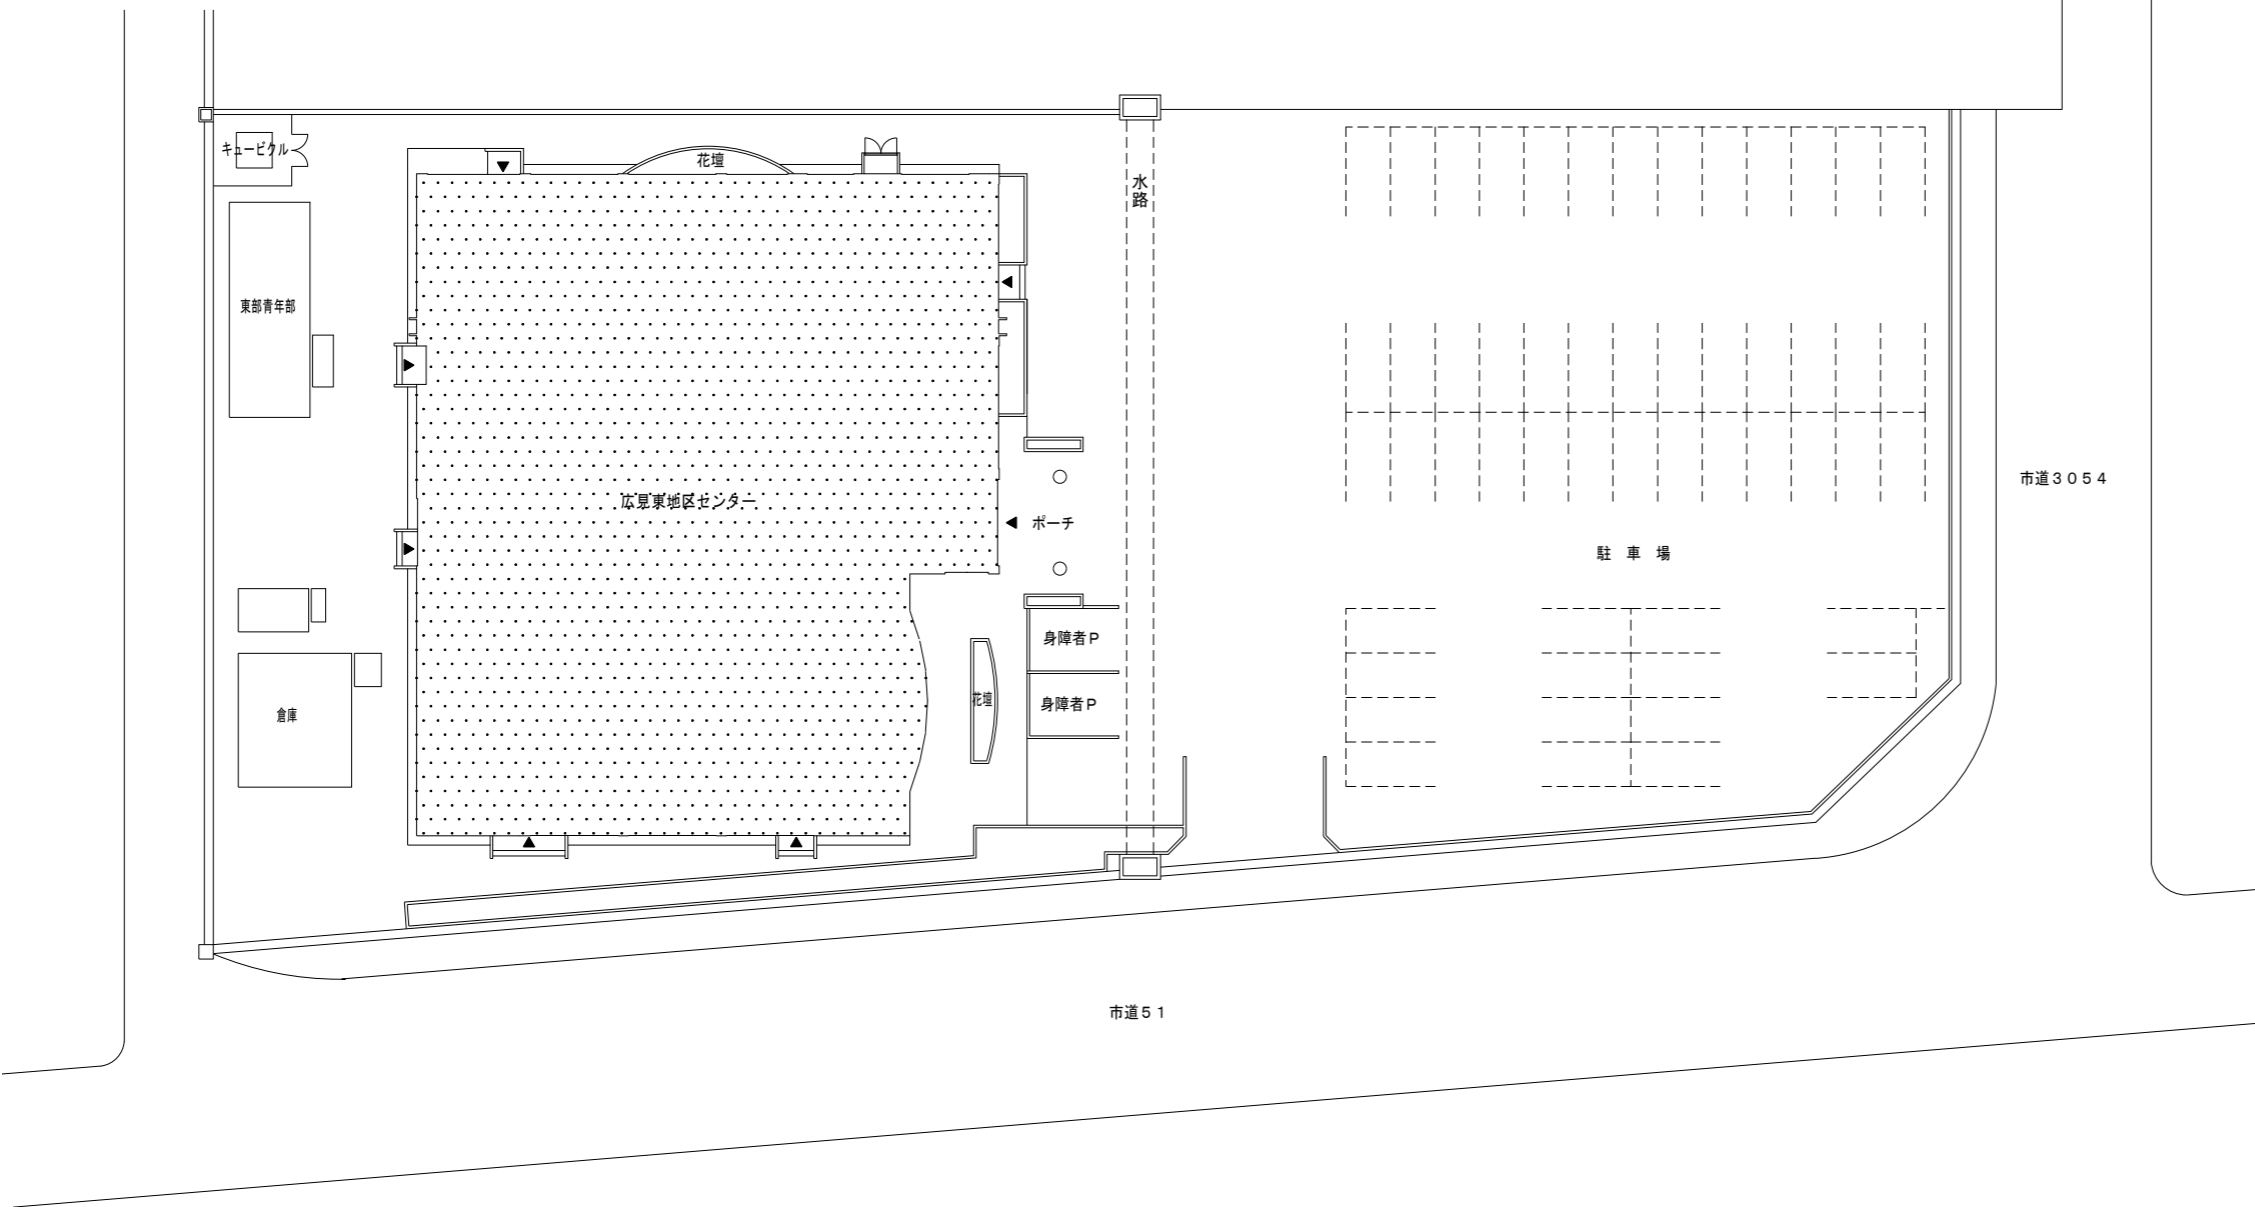 キュービクル
花壇
水路
東部青年部
市道３０５４
広見東地区センター
ポーチ
駐　車　場
身障者Ｐ
花壇
身障者Ｐ
倉庫
市道５１